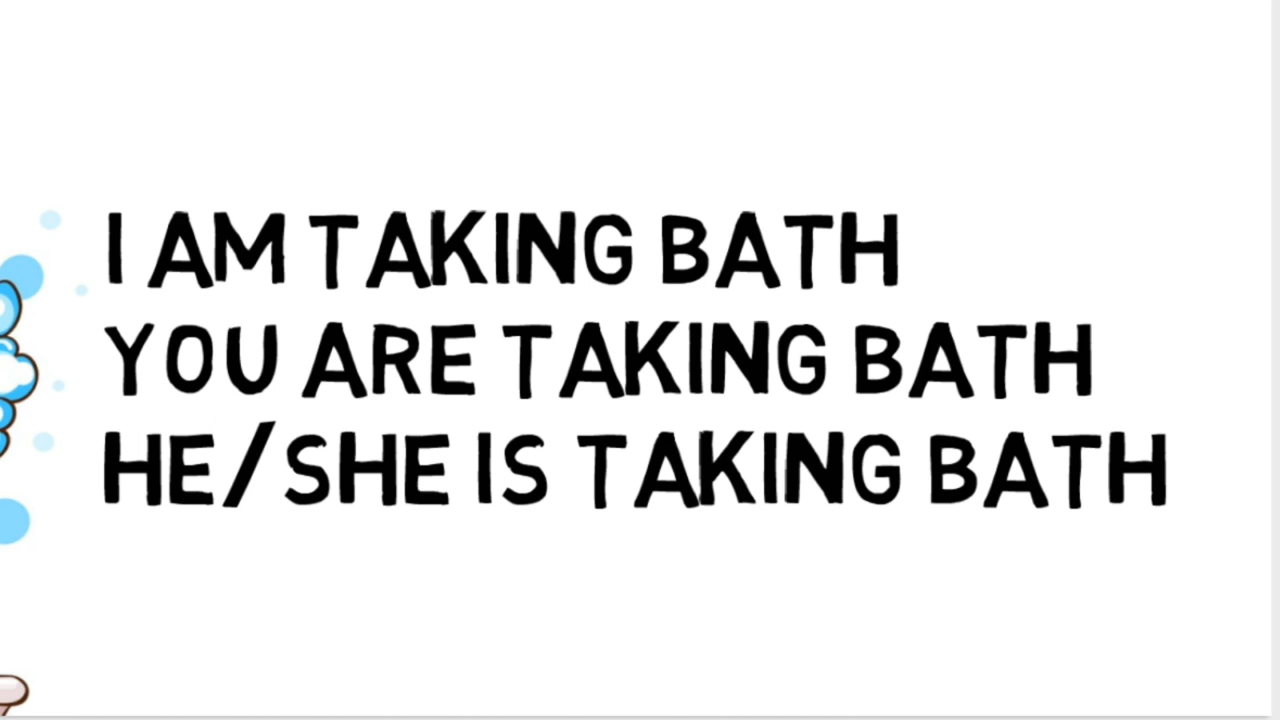 I AM TAKING BATH
YOU ARE TAKING BATH
HE/SHE IS TAKING BATH